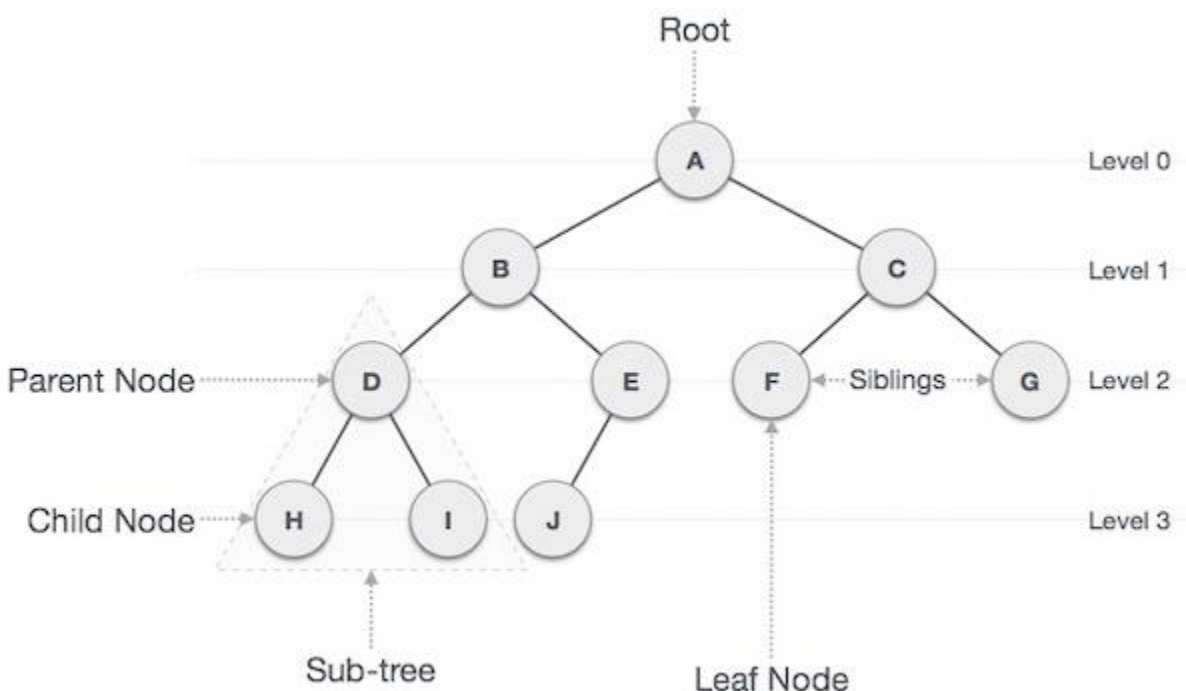 Root
A
Level 0
B
C
Level 1
Parent Node
D
E
F
Siblings
G
Level 2
Child Node
H
I
J
Level 3
Sub-tree
Leaf Node